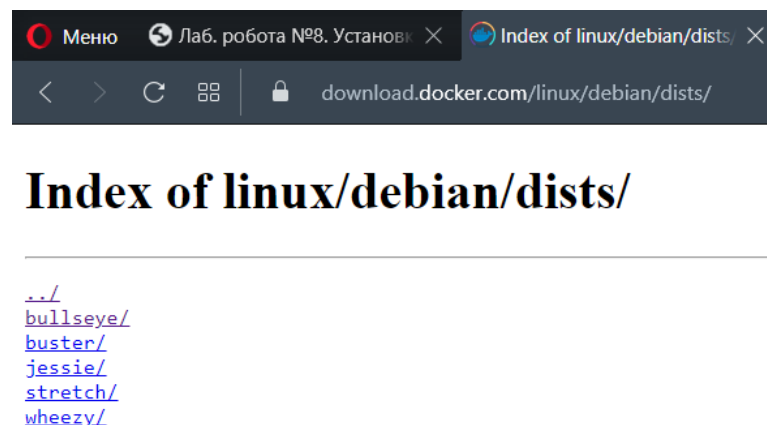 Меню
Лаб. робота №8. Установк
Index of linux/debian/dists/
download.docker.com/linux/debian/dists/
Index of linux/debian/dists/
../
bullseye/
buster/
jessie/
stretch/
wheezy/